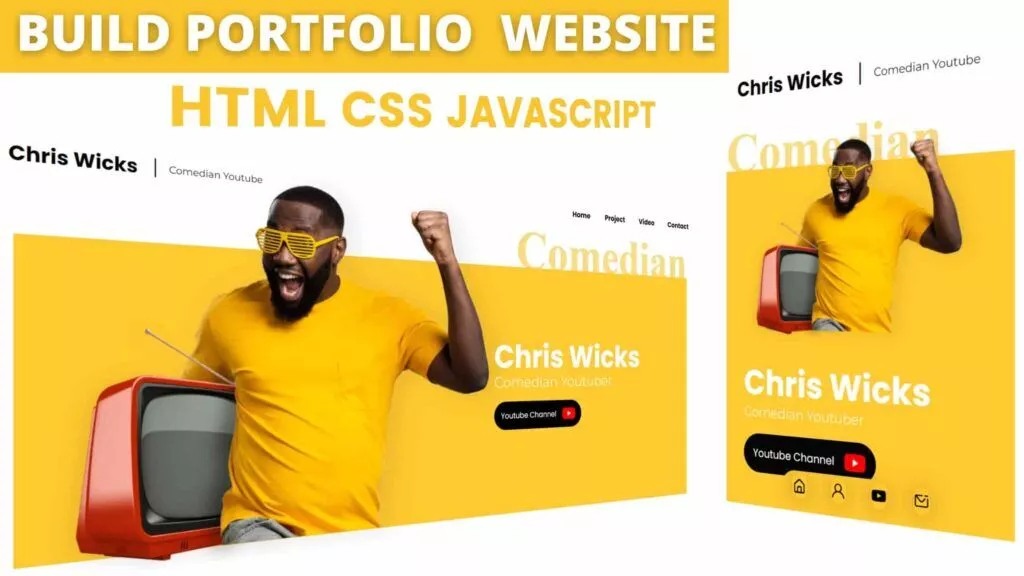 BUILD PORTFOLIO WEBSITE
HTML CSS JAVASCRIPT
Chris Wicks | Comedian Youtube
Home Project Video Contact
Comedian
Chris Wicks
Comedian Youtuber
Youtube Channel
Chris Wicks | Comedian Youtube
Comedian
Chris Wicks
Comedian Youtuber
Youtube Channel